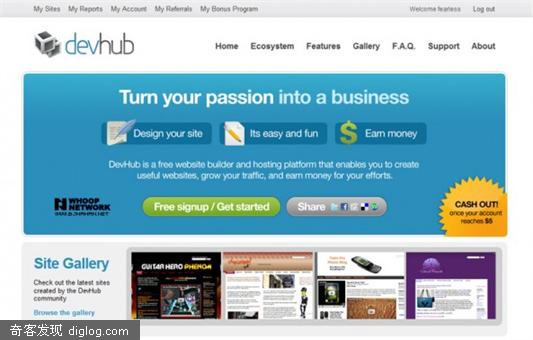 My Sites My Reports My Account My Referrals My Bonus Program Welcome fearless Log out
devhub
Home Ecosystem Features Gallery F.A.Q. Support About
Turn your passion into a business
Design your site Its easy and fun Earn money
DevHub is a free website builder and hosting platform that enables you to create
useful websites, grow your traffic, and earn money for your efforts.
WHOOP
NETWORK
Free signup / Get started Share
CASH OUT!
once your account
reaches $5
Site Gallery
Check out the latest sites
created by the DevHub
community
Browse the gallery
GUITAR HERO PHENOM
奇客发现 diglog.com